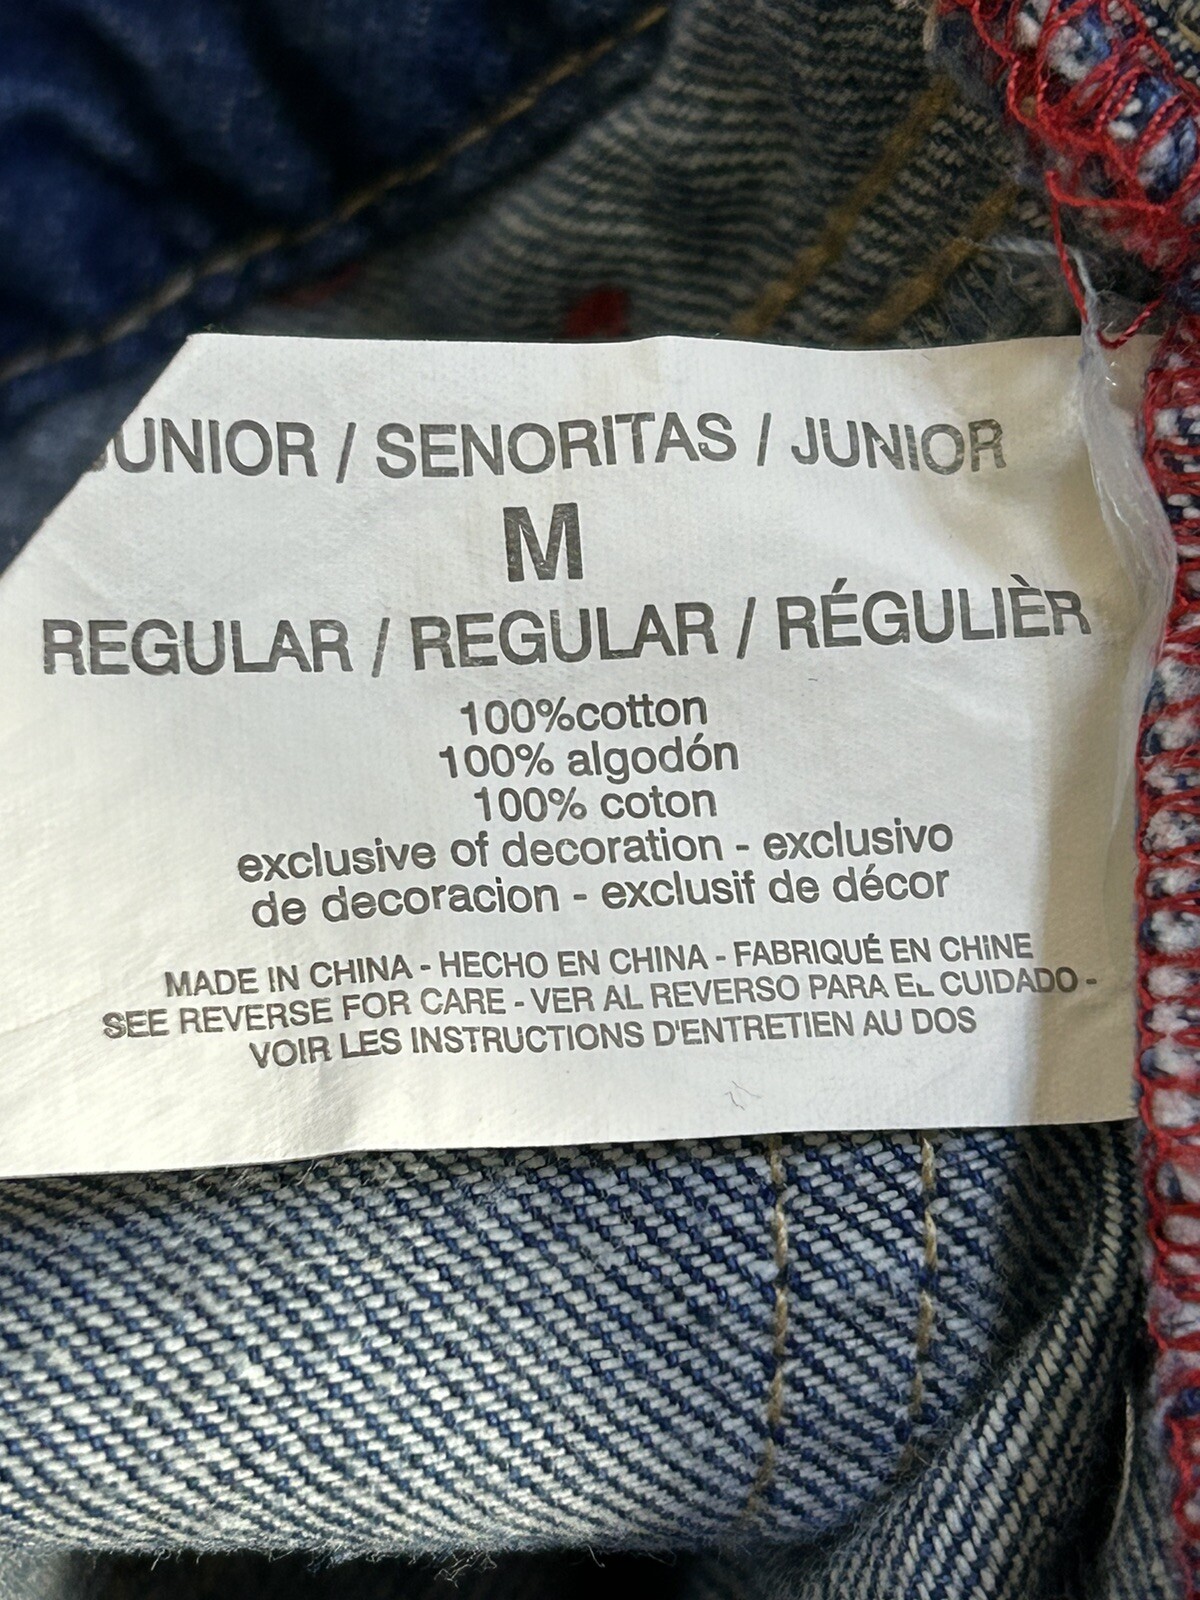 JUNIOR / SENORITAS / JUNIOR
M
REGULAR / REGULAR / RÉGULIÈR
100%cotton
100% algodón
100% coton
exclusive of decoration - exclusivo
de decoracion - exclusif de décor
MADE IN CHINA - HECHO EN CHINA - FABRIQUÉ EN CHINE
SEE REVERSE FOR CARE - VER AL REVERSO PARA EL CUIDADO -
VOIR LES INSTRUCTIONS D'ENTRETIEN AU DOS